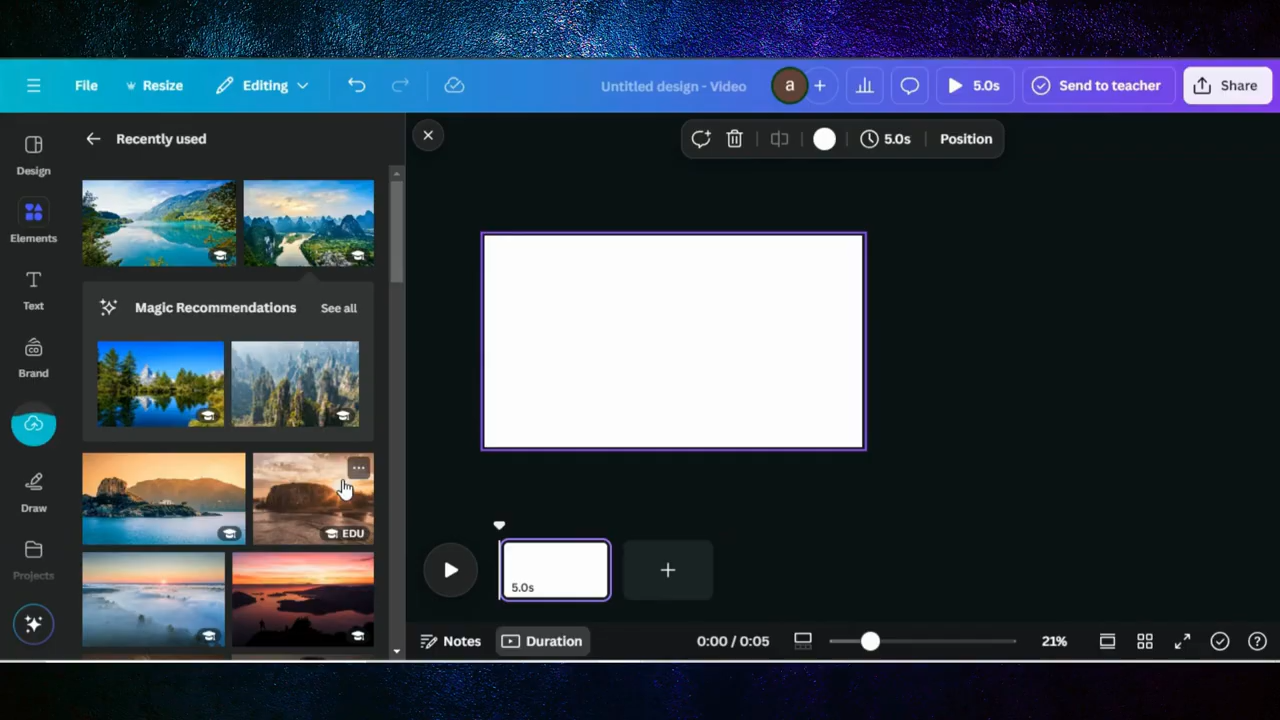 File
Resize
Editing
Untitled design - Video
a
5.0s
Send to teacher
Share
Recently used
5.0s
Position
Design
Elements
Text
Brand
Draw
Projects
Magic Recommendations
See all
EDU
5.0s
Notes
Duration
0:00 / 0:05
21%